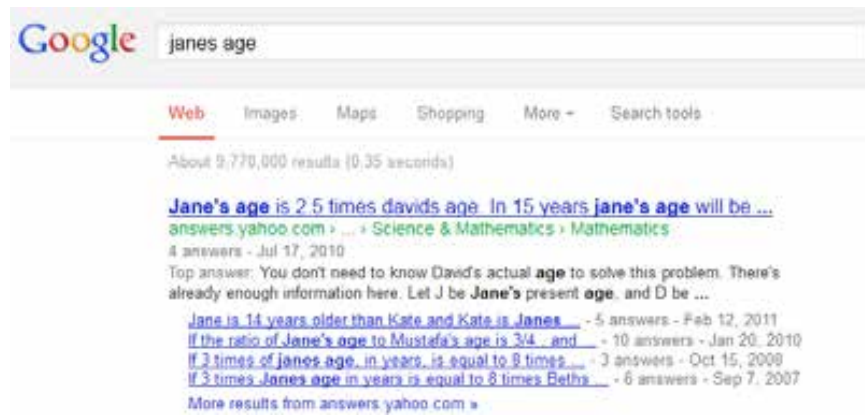 Google janes age
Web Images Maps Shopping More Search tools
About 9,770,000 results (0.35 seconds)
Jane's age is 2.5 times davids age. In 15 years jane's age will be ...
answers.yahoo.com › ... › Science & Mathematics › Mathematics
4 answers - Jul 17, 2010
Top answer: You don't need to know David's actual age to solve this problem. There's
already enough information here. Let J be Jane's present age, and D be ...
Jane is 14 years older than Kate and Kate is Janes ... - 5 answers - Feb 12, 2011
If the ratio of Jane's age to Mustafa's age is 3/4 , and ... - 10 answers - Jan 20, 2010
If 3 times of janes age, in years, is equal to 8 times ... - 3 answers - Oct 15, 2008
If 3 times Janes age in years is equal to 8 times Beths ... - 6 answers - Sep 7, 2007
More results from answers.yahoo.com »